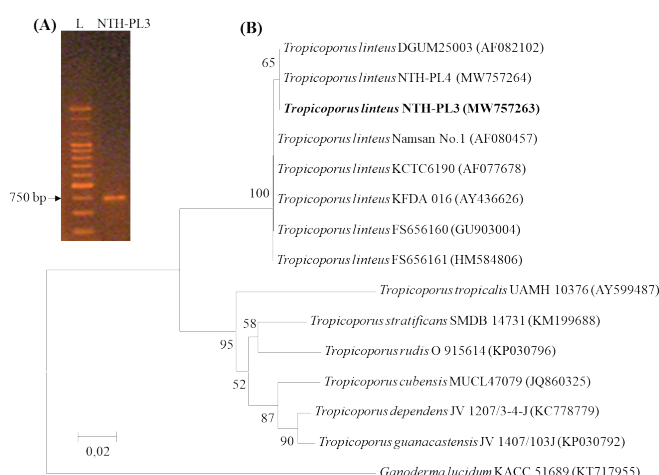 (A)
L NTH-PL3
750 bp
(B)
65
Tropicoporus linteus DGUM25003 (AF082102)
Tropicoporus linteus NTH-PL4 (MW757264)
Tropicoporus linteus NTH-PL3 (MW757263)
Tropicoporus linteus Namsan No.1 (AF080457)
Tropicoporus linteus KCTC6190 (AF077678)
100
Tropicoporus linteus KFDA 016 (AY436626)
Tropicoporus linteus FS656160 (GU903004)
Tropicoporus linteus FS656161 (HM584806)
Tropicoporus tropicalis UAMH 10376 (AY599487)
58
Tropicoporus stratificans SMDB 14731 (KM199688)
95
Tropicoporus rudis O 915614 (KP030796)
52
Tropicoporus cubensis MUCL47079 (JQ860325)
87
Tropicoporus dependens JV 1207/3-4-J (KC778779)
90
Tropicoporus guanacastensis JV 1407/103J (KP030792)
0,02
Ganoderma lucidum KACC 51689 (KT717955)